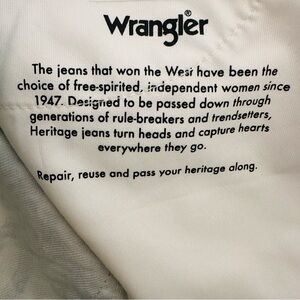 Wrangler®
The jeans that won the West have been the
choice of free-spirited, independent women since
1947. Designed to be passed down through
generations of rule-breakers and trendsetters,
Heritage jeans turn heads and capture hearts
everywhere they go.
Repair, reuse and pass your heritage along.